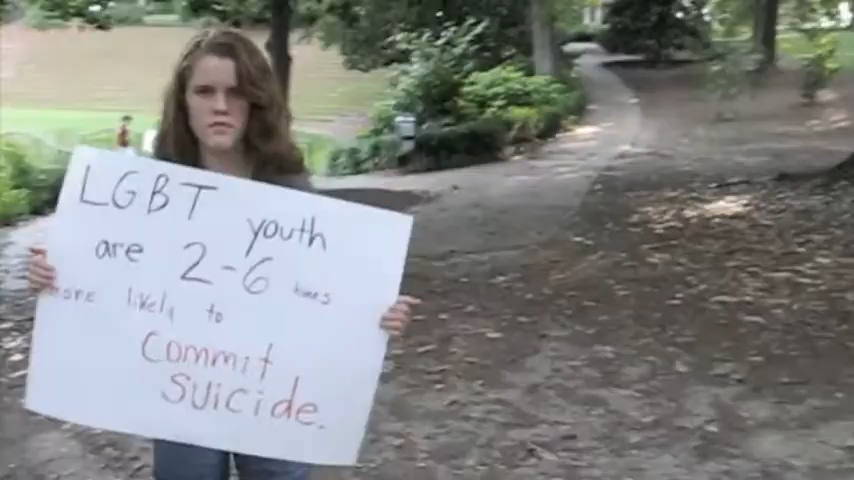 LGBT youth
are 2-6 times
more likely to
Commit
Suicide.